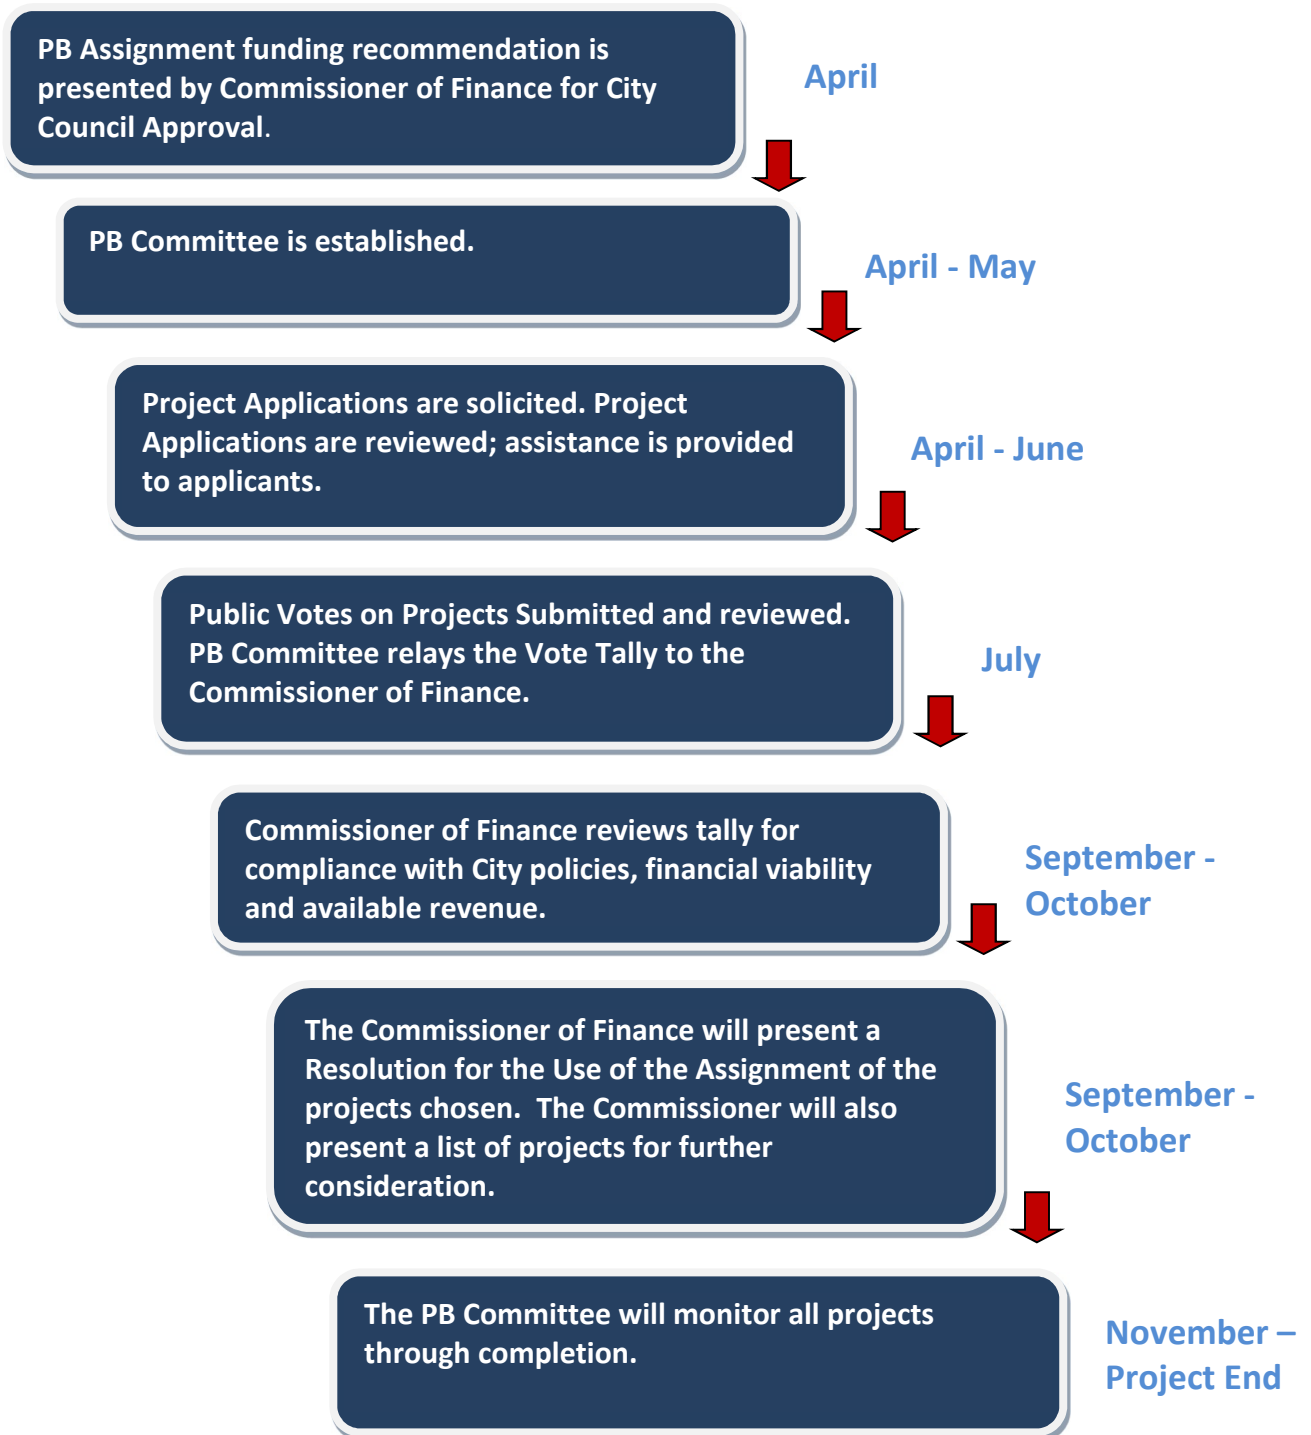 PB Assignment funding recommendation is
presented by Commissioner of Finance for City
Council Approval.
April
PB Committee is established.
April - May
Project Applications are solicited. Project
Applications are reviewed; assistance is provided
to applicants.
April - June
Public Votes on Projects Submitted and reviewed.
PB Committee relays the Vote Tally to the
Commissioner of Finance.
July
Commissioner of Finance reviews tally for
compliance with City policies, financial viability
and available revenue.
September -
October
The Commissioner of Finance will present a
Resolution for the Use of the Assignment of the
projects chosen.  The Commissioner will also
present a list of projects for further
consideration.
September -
October
The PB Committee will monitor all projects
through completion.
November –
Project End